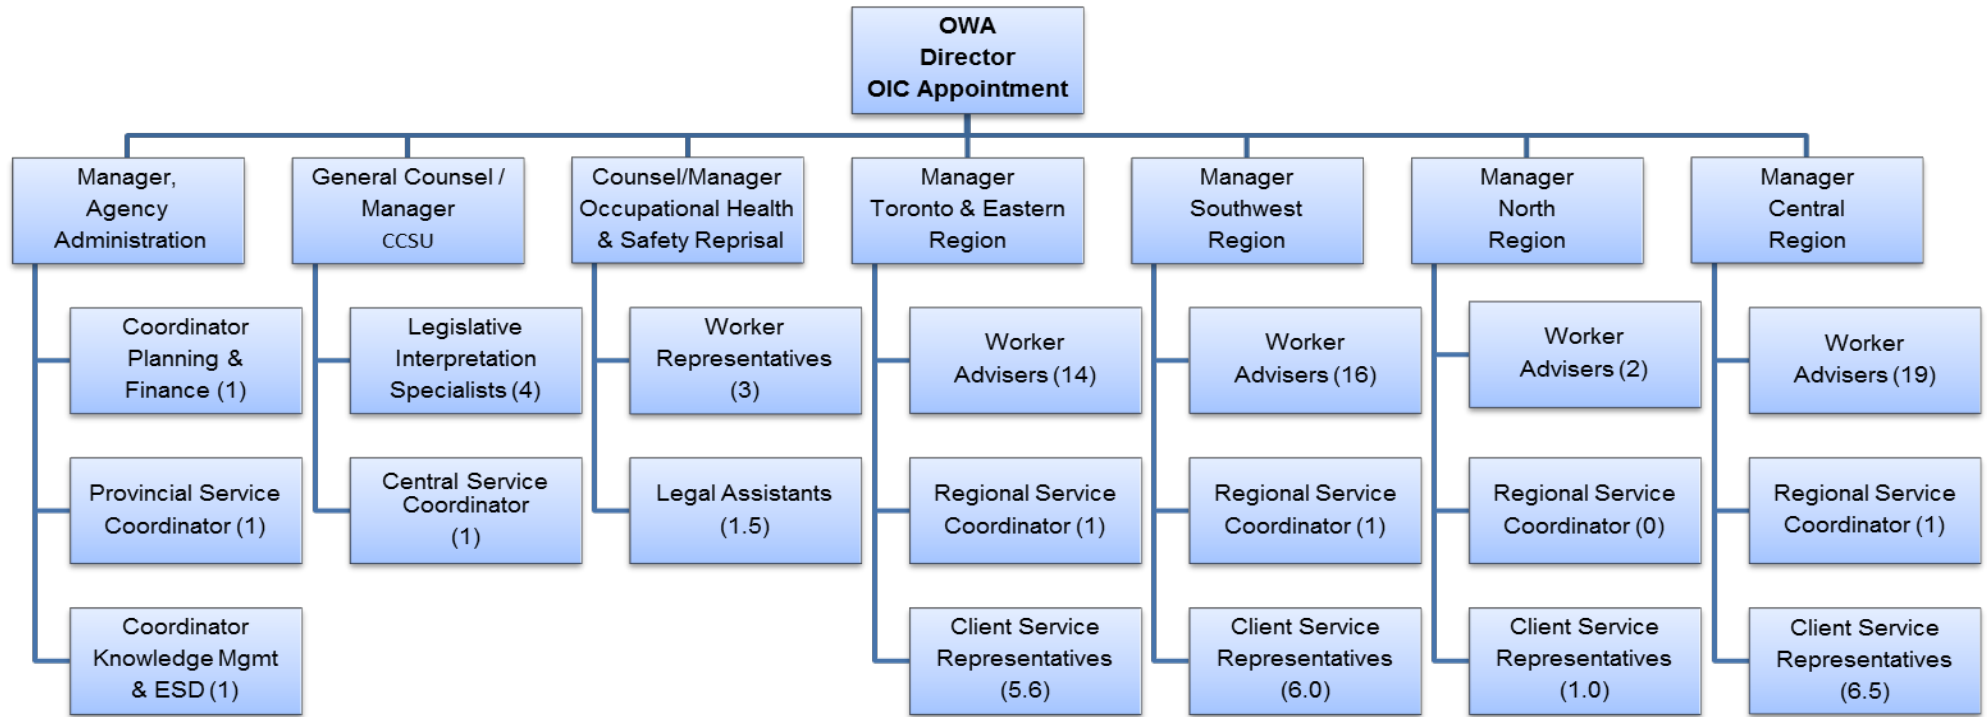 OWA
Director
OIC Appointment
Manager,
Agency
Administration
General Counsel /
Manager
CCSU
Counsel/Manager
Occupational Health
& Safety Reprisal
Manager
Toronto & Eastern
Region
Manager
Southwest
Region
Manager
North
Region
Manager
Central
Region
Coordinator
Planning &
Finance (1)
Legislative
Interpretation
Specialists (4)
Worker
Representatives
(3)
Worker
Advisers (14)
Worker
Advisers (16)
Worker
Advisers (2)
Worker
Advisers (19)
Provincial Service
Coordinator (1)
Central Service
Coordinator
(1)
Legal Assistants
(1.5)
Regional Service
Coordinator (1)
Regional Service
Coordinator (1)
Regional Service
Coordinator (0)
Regional Service
Coordinator (1)
Coordinator
Knowledge Mgmt
& ESD (1)
Client Service
Representatives
(5.6)
Client Service
Representatives
(6.0)
Client Service
Representatives
(1.0)
Client Service
Representatives
(6.5)